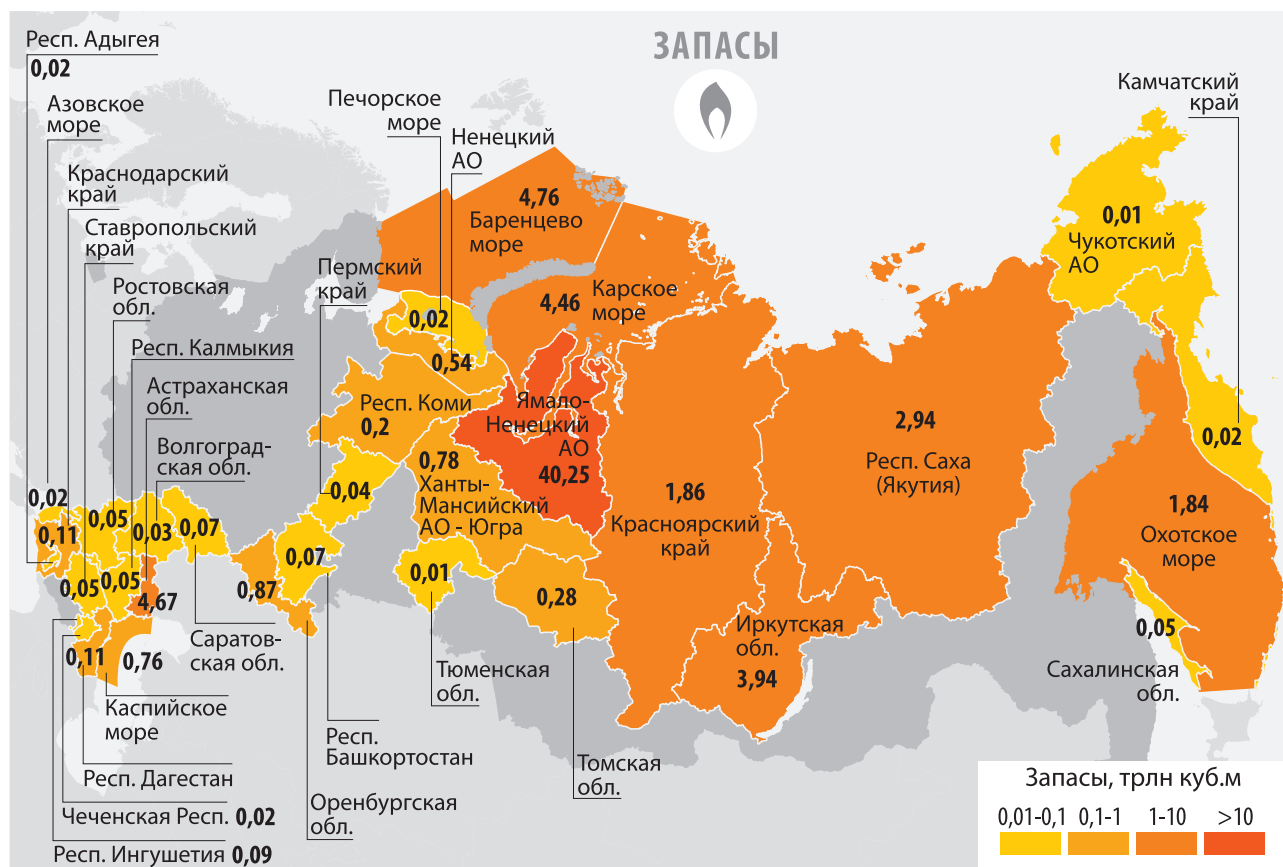 ЗАПАСЫ
Респ. Адыгея
0,02
Азовское
море
Краснодарский
край
Ставропольский
край
Ростовская
обл.
Респ. Калмыкия
Астраханская
обл.
Волгоград-
ская обл.
Печорское
море
Ненецкий
АО
Пермский
край
4,76
Баренцево
море
4,46
Карское
море
0,02
0,54
Респ. Коми
0,2
Ямало-
Ненецкий
АО
40,25
0,78
Ханты-
Мансийский
АО - Югра
0,04
1,86
Красноярский
край
2,94
Респ. Саха
(Якутия)
Камчатский
край
0,01
Чукотский
АО
0,02
1,84
Охотское
море
0,05
Сахалинская
обл.
Иркутская
обл.
3,94
0,02
0,11
0,05
0,03
0,07
0,05
0,05
4,67
0,11
0,76
0,87
0,07
0,01
0,28
Саратов-
ская обл.
Каспийское
море
Респ. Дагестан
Чеченская Респ. 0,02
Респ. Ингушетия 0,09
Тюменская
обл.
Респ.
Башкортостан
Оренбургская
обл.
Томская
обл.
Запасы, трлн куб.м
0,01-0,1 0,1-1 1-10 >10